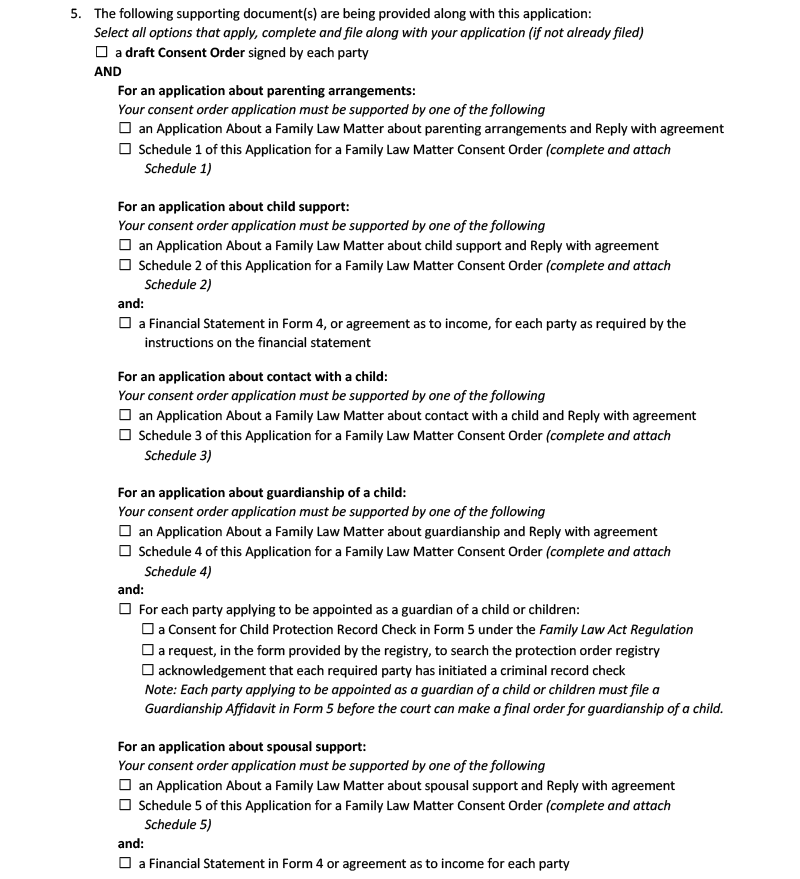 5. The following supporting document(s) are being provided along with this application:
Select all options that apply, complete and file along with your application (if not already filed)
☐ a draft Consent Order signed by each party
AND
For an application about parenting arrangements:
Your consent order application must be supported by one of the following
☐ an Application About a Family Law Matter about parenting arrangements and Reply with agreement
☐ Schedule 1 of this Application for a Family Law Matter Consent Order (complete and attach
Schedule 1)
For an application about child support:
Your consent order application must be supported by one of the following
☐ an Application About a Family Law Matter about child support and Reply with agreement
☐ Schedule 2 of this Application for a Family Law Matter Consent Order (complete and attach
Schedule 2)
and:
☐ a Financial Statement in Form 4, or agreement as to income, for each party as required by the
instructions on the financial statement
For an application about contact with a child:
Your consent order application must be supported by one of the following
☐ an Application About a Family Law Matter about contact with a child and Reply with agreement
☐ Schedule 3 of this Application for a Family Law Matter Consent Order (complete and attach
Schedule 3)
For an application about guardianship of a child:
Your consent order application must be supported by one of the following
☐ an Application About a Family Law Matter about guardianship and Reply with agreement
☐ Schedule 4 of this Application for a Family Law Matter Consent Order (complete and attach
Schedule 4)
and:
☐ For each party applying to be appointed as a guardian of a child or children:
☐ a Consent for Child Protection Record Check in Form 5 under the Family Law Act Regulation
☐ a request, in the form provided by the registry, to search the protection order registry
☐ acknowledgement that each required party has initiated a criminal record check
Note: Each party applying to be appointed as a guardian of a child or children must file a
Guardianship Affidavit in Form 5 before the court can make a final order for guardianship of a child.
For an application about spousal support:
Your consent order application must be supported by one of the following
☐ an Application About a Family Law Matter about spousal support and Reply with agreement
☐ Schedule 5 of this Application for a Family Law Matter Consent Order (complete and attach
Schedule 5)
and:
☐ a Financial Statement in Form 4 or agreement as to income for each party